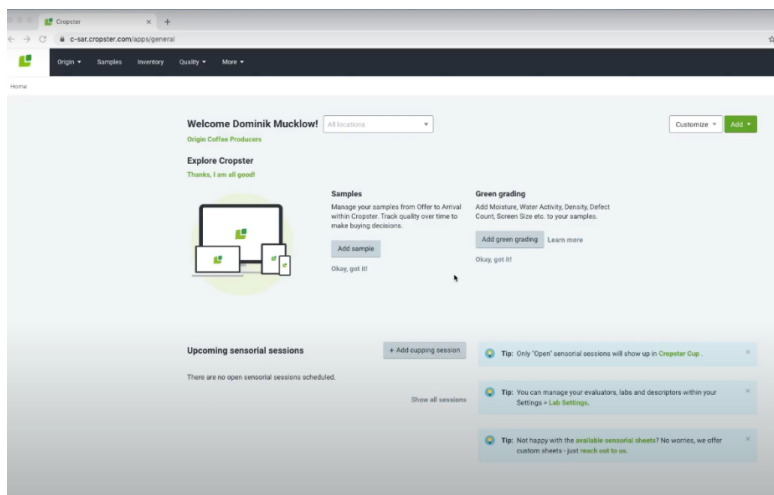 Cropster
c-sar.cropster.com/apps/general
Origin
Samples
Inventory
Quality
More
Home
Welcome Dominik Mucklow!
All locations
Customize
Add
Origin Coffee Producers
Explore Cropster
Thanks, I am all good!
Samples
Manage your samples from Offer to Arrival
within Cropster. Track quality over time to
make buying decisions.
Add sample
Okay, got it!
Green grading
Add Moisture, Water Activity, Density, Defect
Count, Screen Size etc. to your samples.
Add green grading
Learn more
Okay, got it!
Upcoming sensorial sessions
+ Add cupping session
There are no open sensorial sessions scheduled.
Show all sessions
Tip: Only "Open" sensorial sessions will show up in Cropster Cup .
Tip: You can manage your evaluators, labs and descriptors within your
Settings > Lab Settings.
Tip: Not happy with the available sensorial sheets? No worries, we offer
custom sheets - just reach out to us.